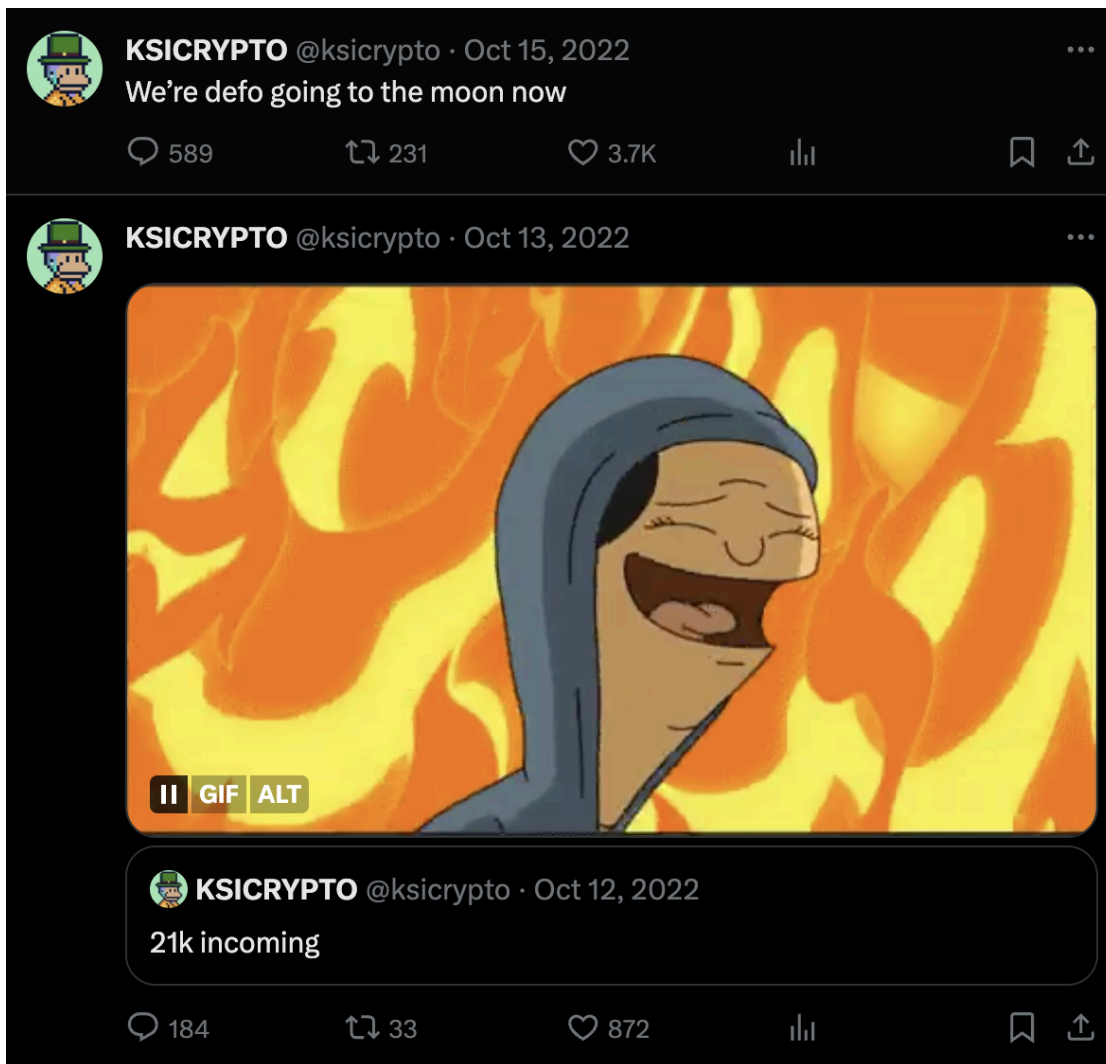 KSICRYPTO @ksicrypto · Oct 15, 2022
We’re defo going to the moon now
589 231 3.7K
KSICRYPTO @ksicrypto · Oct 13, 2022
GIF ALT
KSICRYPTO @ksicrypto · Oct 12, 2022
21k incoming
184 33 872